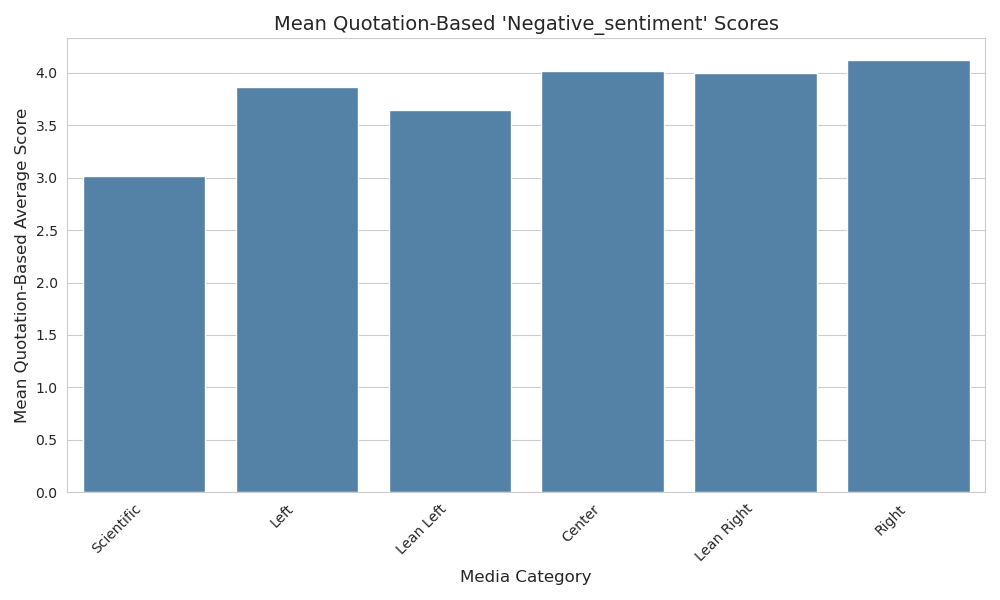 Mean Quotation-Based 'Negative_sentiment' Scores
Mean Quotation-Based Average Score
4.0
3.5
3.0
2.5
2.0
1.5
1.0
0.5
0.0
Scientific
Left
Lean Left
Center
Lean Right
Right
Media Category